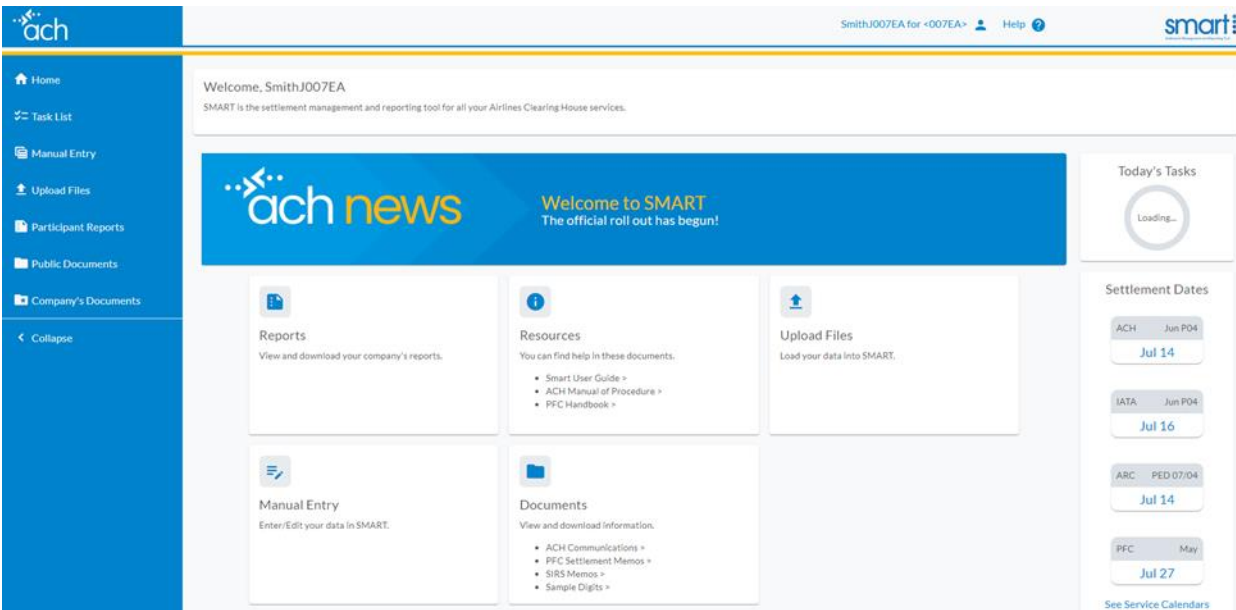 ach
SmithJ007EA for <007EA>
Help
smart
Home
Task List
Manual Entry
Upload Files
Participant Reports
Public Documents
Company's Documents
Collapse
Welcome, SmithJ007EA
SMART is the settlement management and reporting tool for all your Airlines Clearing House services.
ach news
Welcome to SMART
The official roll out has begun!
Reports
View and download your company's reports.
Resources
You can find help in these documents.
• Smart User Guide >
• ACH Manual of Procedure >
• PFC Handbook >
Upload Files
Load your data into SMART.
Manual Entry
Enter/Edit your data in SMART.
Documents
View and download information.
• ACH Communications >
• PFC Settlement Memos >
• SIRS Memos >
• Sample Digits >
Today's Tasks
Loading...
Settlement Dates
ACH Jun P04
Jul 14
IATA Jun P04
Jul 16
ARC PED 07/04
Jul 14
PFC May
Jul 27
See Service Calendars